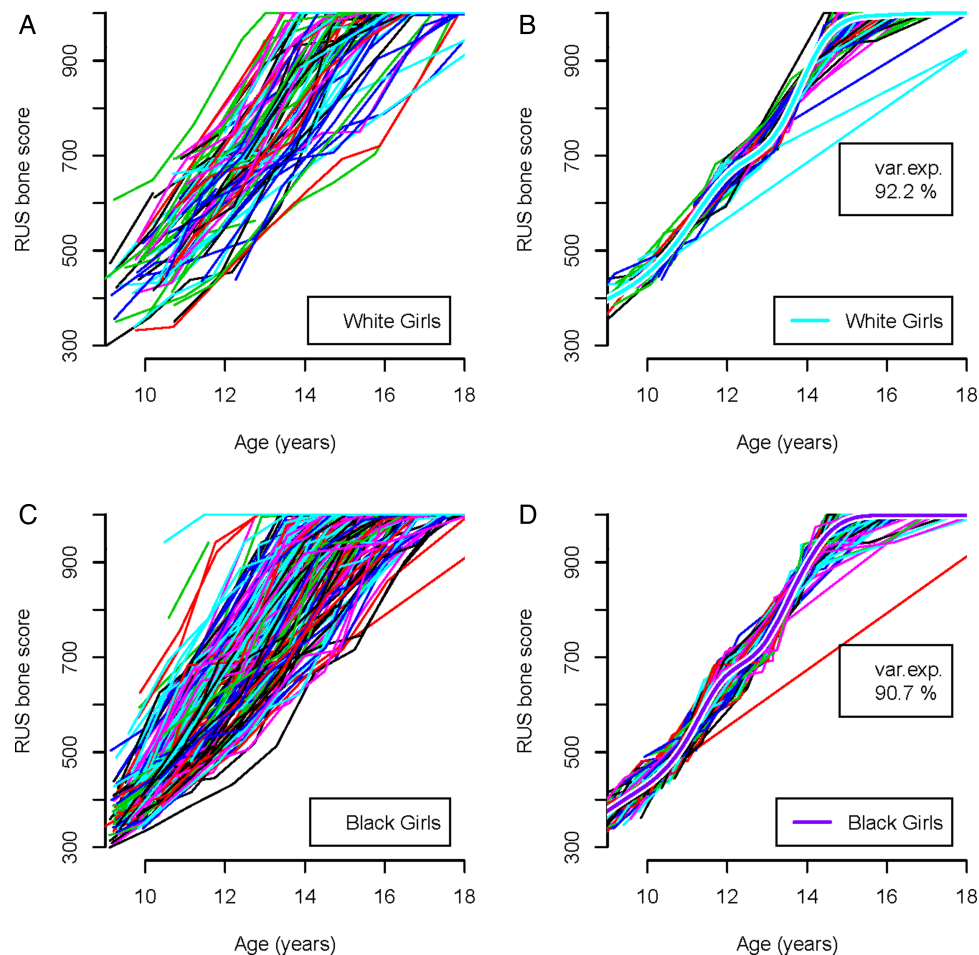 A
RUS bone score
900
700
500
300
White Girls
10 12 14 16 18
Age (years)
B
RUS bone score
900
700
500
300
var.exp.
92.2 %
White Girls
10 12 14 16 18
Age (years)
C
RUS bone score
900
700
500
300
Black Girls
10 12 14 16 18
Age (years)
D
RUS bone score
900
700
500
300
var.exp.
90.7 %
Black Girls
10 12 14 16 18
Age (years)